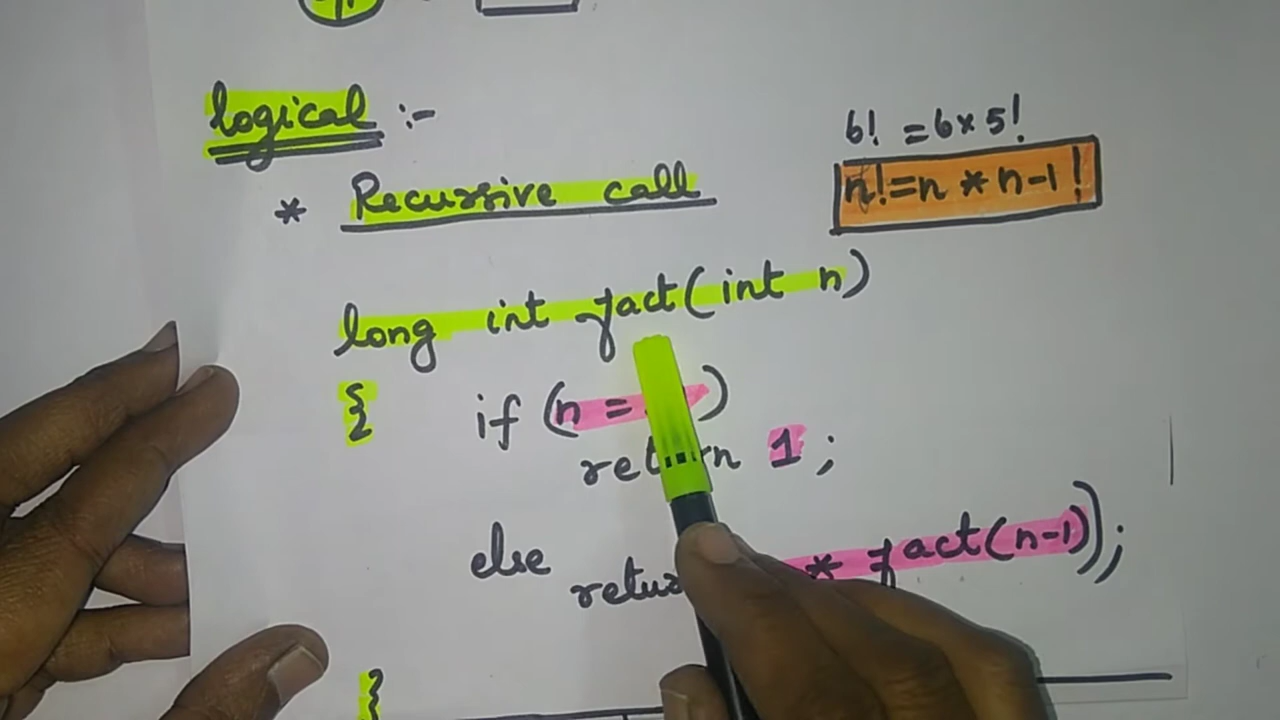 logical :-
6! = 6 * 5!
* Recursive call
n! = n * n-1!
long int fact(int n)
{ if (n = )
return 1;
else
* fact(n-1));
}